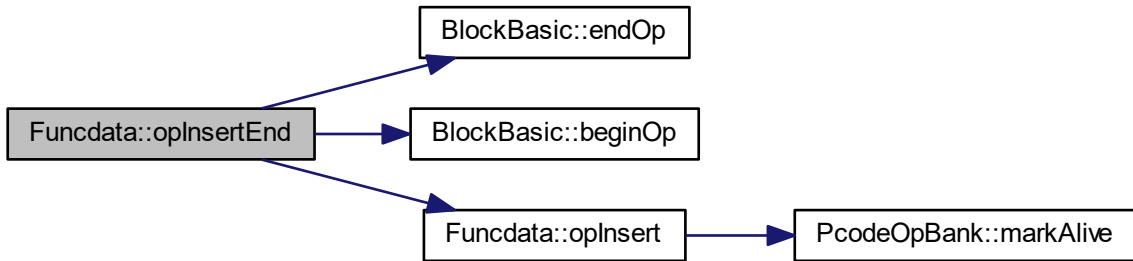 BlockBasic::endOp
Funcdata::opInsertEnd
BlockBasic::beginOp
Funcdata::opInsert
PcodeOpBank::markAlive